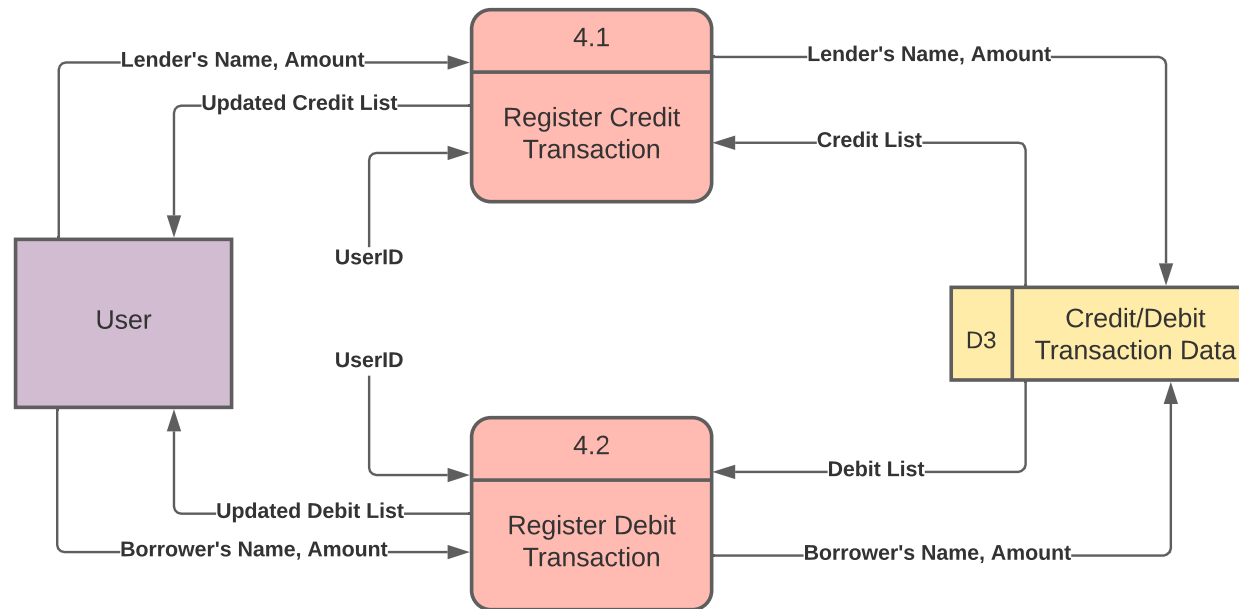 4.1
Lender's Name, Amount
Lender's Name, Amount
Updated Credit List
Register Credit
Transaction
Credit List
UserID
User
D3
Credit/Debit
Transaction Data
UserID
4.2
Debit List
Updated Debit List
Register Debit
Transaction
Borrower's Name, Amount
Borrower's Name, Amount